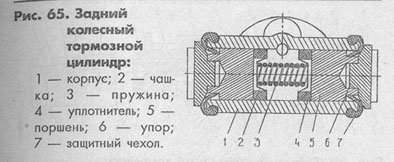 Рис. 65. Задний
колесный
тормозной
цилиндр:
1 — корпус; 2 — чаш-
ка; 3 — пружина;
4 — уплотнитель; 5 —
поршень; 6 — упор;
7 — защитный чехол.
1 2 3 4 5 6 7